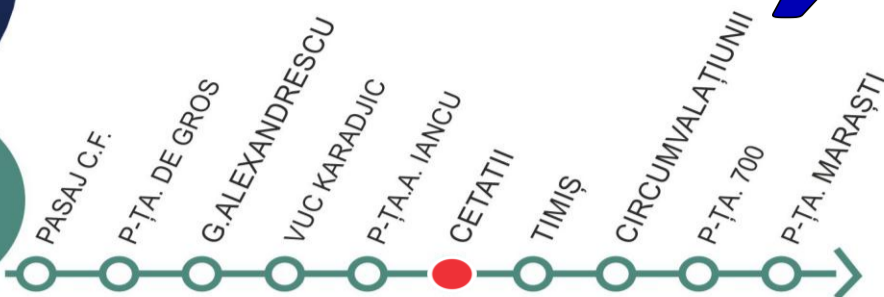 PASAJ C.F.
P-ȚA. DE GROS
G.ALEXANDRESCU
VUC KARADJIC
P-ȚA.A. IANCU
CETATII
TIMIȘ
CIRCUMVALAȚIUNII
P-ȚA. 700
P-ȚA. MARAȘTI